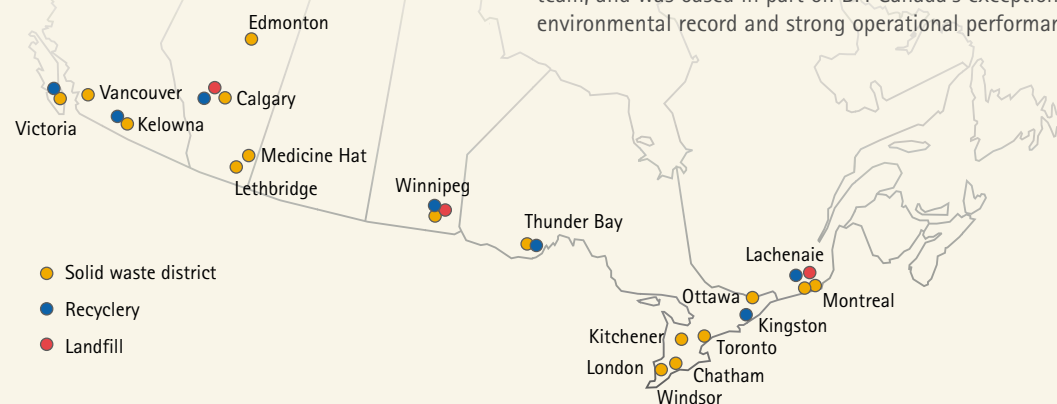 team, and was based in part on BFI Canada's exception
environmental record and strong operational performan
Edmonton
Vancouver
Calgary
Victoria
Kelowna
Medicine Hat
Lethbridge
Winnipeg
Thunder Bay
Lachenaie
Ottawa
Montreal
Kingston
Kitchener
Toronto
London
Chatham
Windsor
Solid waste district
Recyclery
Landfill